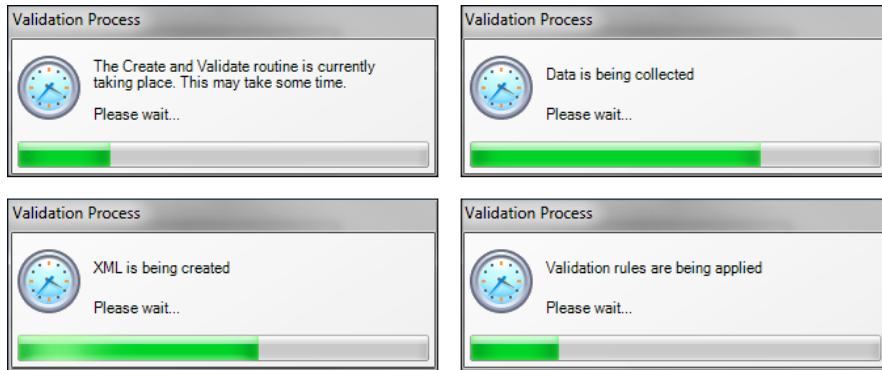 Validation Process
The Create and Validate routine is currently
taking place. This may take some time.
Please wait...
Validation Process
Data is being collected
Please wait...
Validation Process
XML is being created
Please wait...
Validation Process
Validation rules are being applied
Please wait...